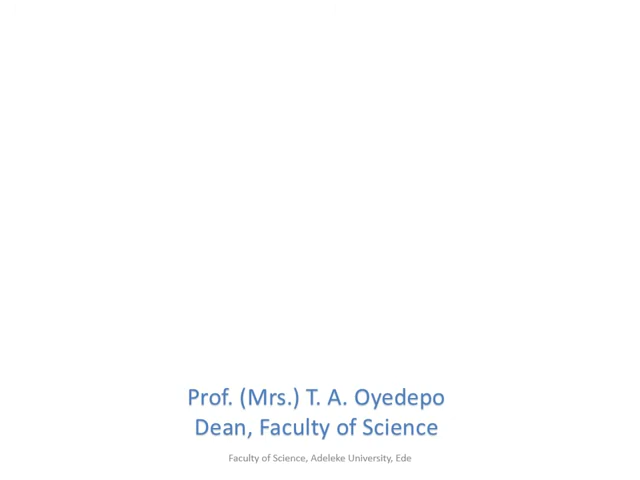 Prof. (Mrs.) T. A. Oyedepo
Dean, Faculty of Science
Faculty of Science, Adeleke University, Ede